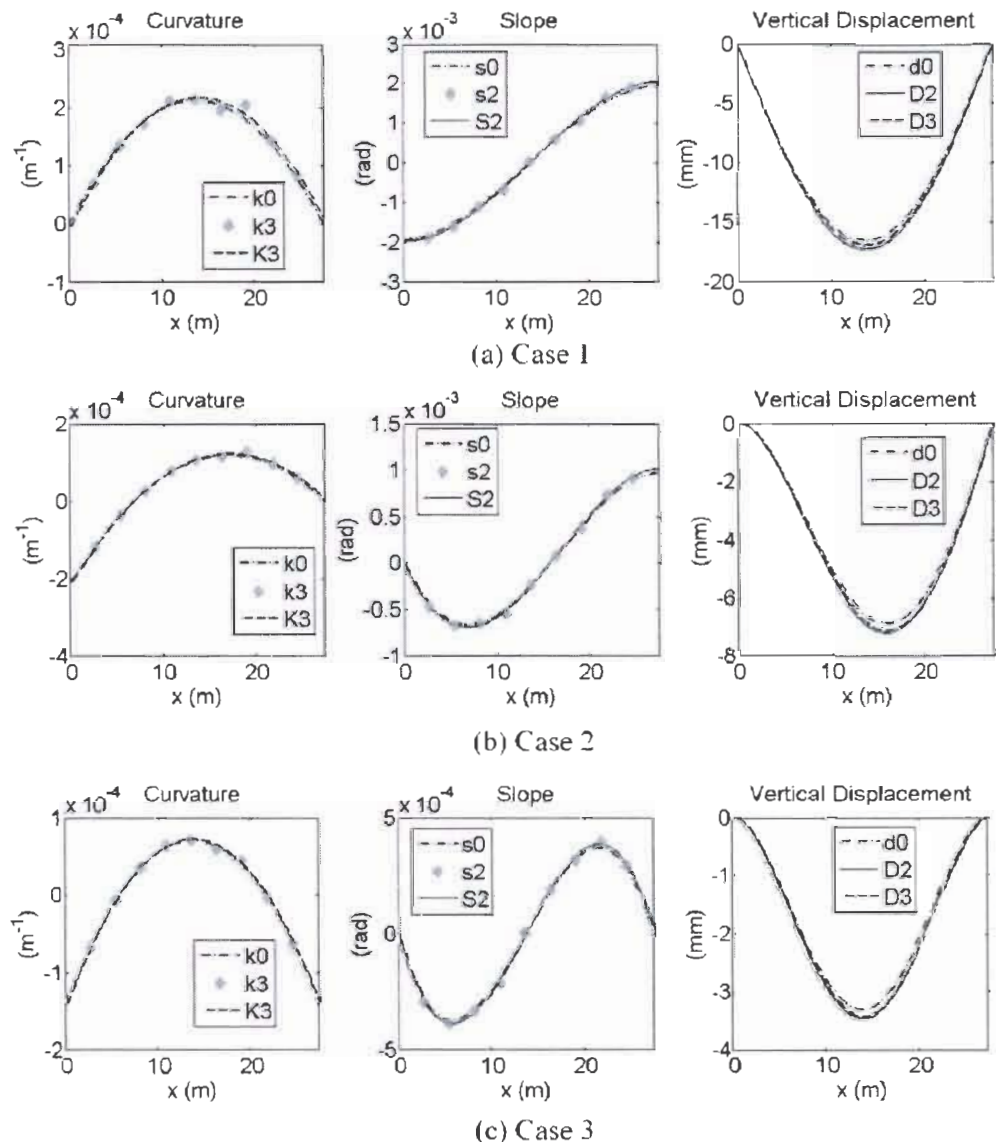 x 10⁻⁴ Curvature
3
2
1
0
-1
(m⁻¹)
k0
k3
K3
0 10 20
x (m)
x 10⁻³ Slope
3
2
1
0
-1
-2
-3
(rad)
s0
s2
S2
0 10 20
x (m)
Vertical Displacement
0
-5
-10
-15
-20
(mm)
d0
D2
D3
0 10 20
x (m)
(a) Case 1
x 10⁻⁴ Curvature
2
0
-2
-4
(m⁻¹)
k0
k3
K3
0 10 20
x (m)
x 10⁻³ Slope
1.5
1
0.5
0
-0.5
-1
(rad)
s0
s2
S2
0 10 20
x (m)
Vertical Displacement
0
-2
-4
-6
-8
(mm)
d0
D2
D3
0 10 20
x (m)
(b) Case 2
x 10⁻⁴ Curvature
1
0
-1
-2
(m⁻¹)
k0
k3
K3
0 10 20
x (m)
x 10⁻⁴ Slope
5
0
-5
(rad)
s0
s2
S2
0 10 20
x (m)
Vertical Displacement
0
-1
-2
-3
-4
(mm)
d0
D2
D3
0 10 20
x (m)
(c) Case 3